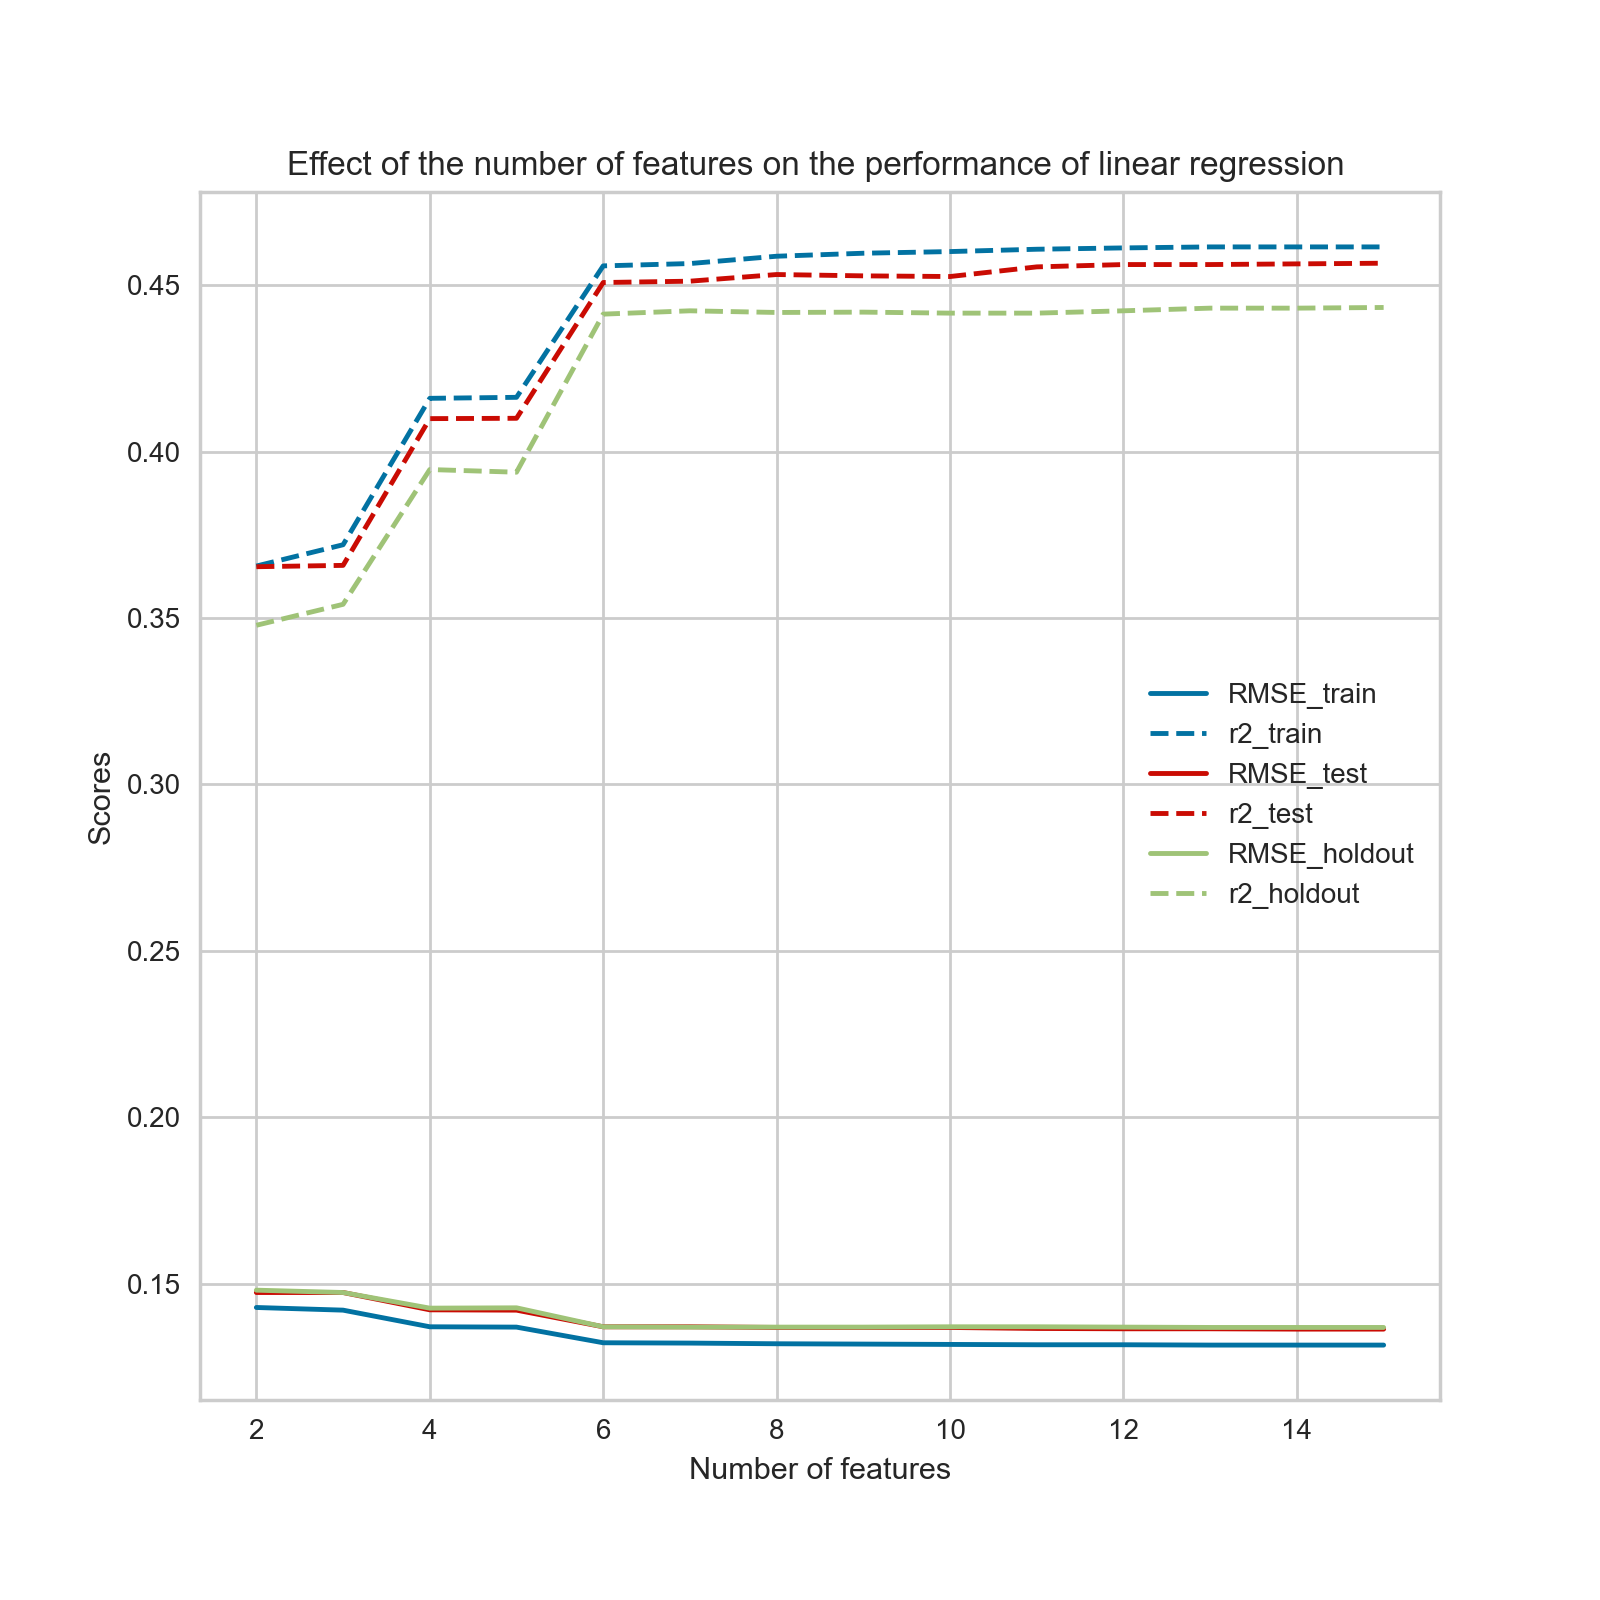 Effect of the number of features on the performance of linear regression
0.45
0.40
0.35
0.30
0.25
0.20
0.15
Scores
RMSE_train
r2_train
RMSE_test
r2_test
RMSE_holdout
r2_holdout
2 4 6 8 10 12 14
Number of features